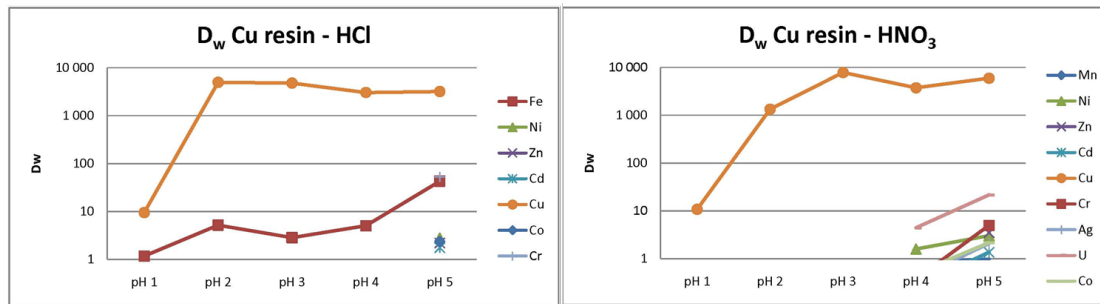 D_w Cu resin - HCl
10 000
1 000
100
10
1
Dw
pH 1 pH 2 pH 3 pH 4 pH 5
Fe
Ni
Zn
Cd
Cu
Co
Cr
D_w Cu resin - HNO₃
10 000
1 000
100
10
1
Dw
pH 1 pH 2 pH 3 pH 4 pH 5
Mn
Ni
Zn
Cd
Cu
Cr
Ag
U
Co